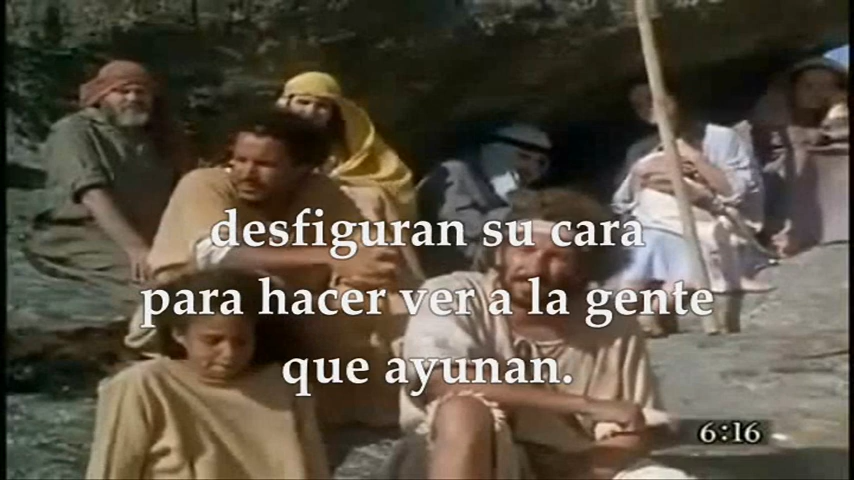 desfiguran su cara
para hacer ver a la gente
que ayunan.
6:16